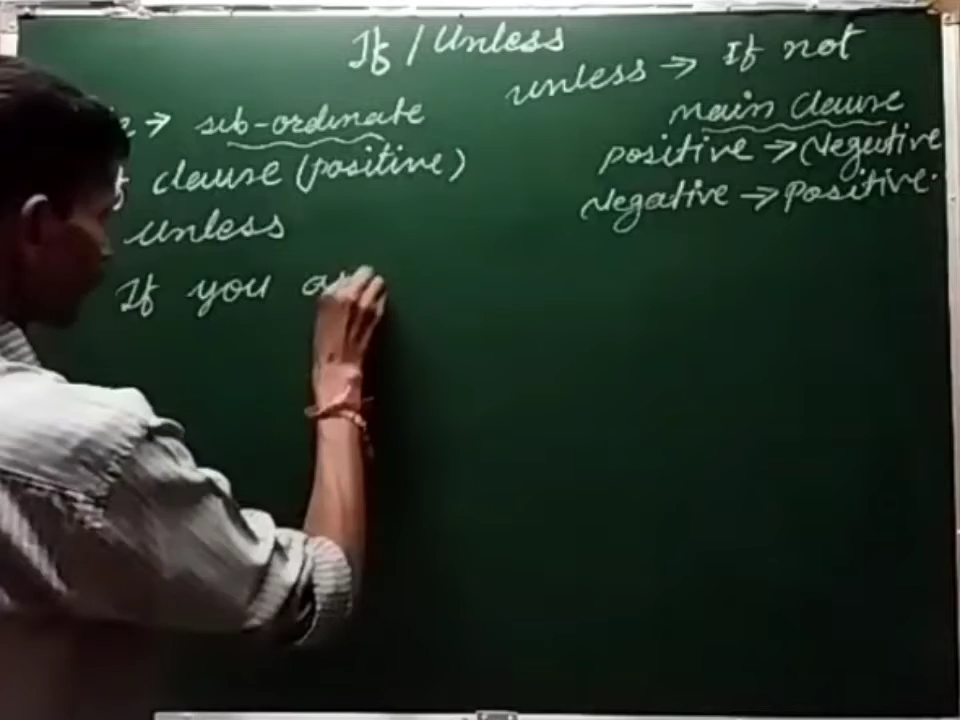 If / Unless
unless → If not
→ sub-ordinate
main clause
clause (positive)
positive → Negative
Unless
Negative → Positive.
If you